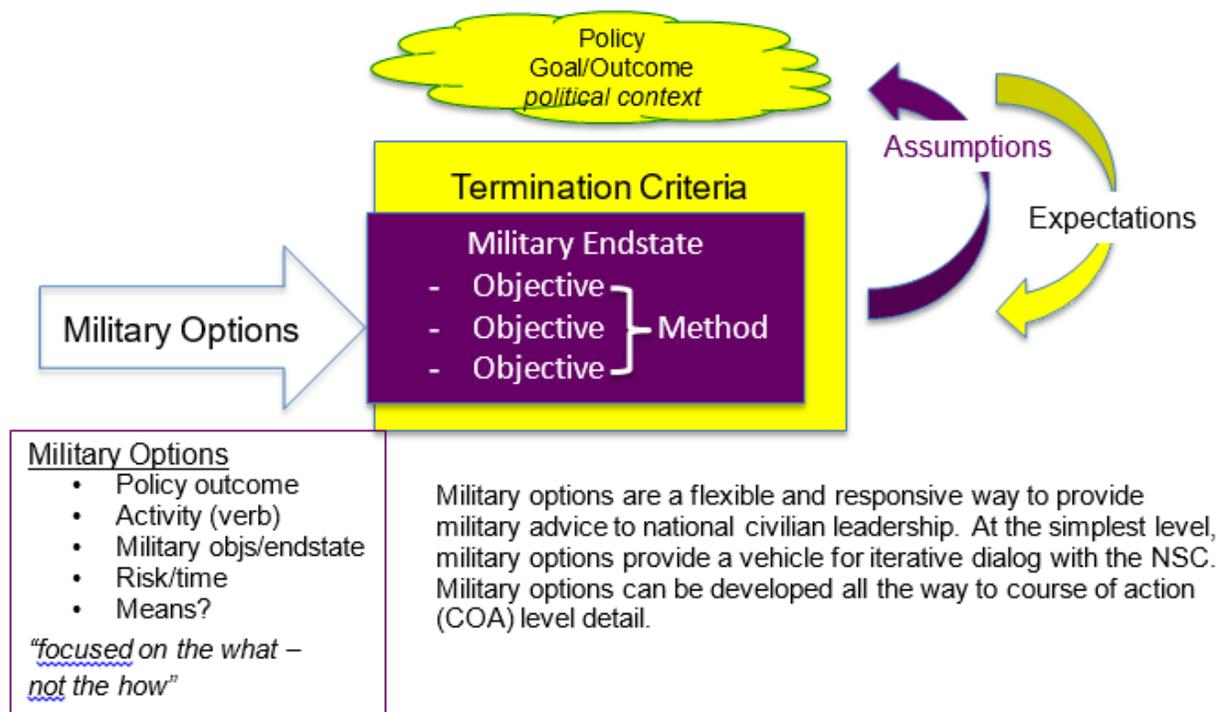 Policy
Goal/Outcome
political context
Assumptions
Expectations
Termination Criteria
Military Endstate
- Objective
- Objective
- Objective
Method
Military Options
Military Options
• Policy outcome
• Activity (verb)
• Military objs/endstate
• Risk/time
• Means?
“focused on the what –
not the how”
Military options are a flexible and responsive way to provide
military advice to national civilian leadership. At the simplest level,
military options provide a vehicle for iterative dialog with the NSC.
Military options can be developed all the way to course of action
(COA) level detail.